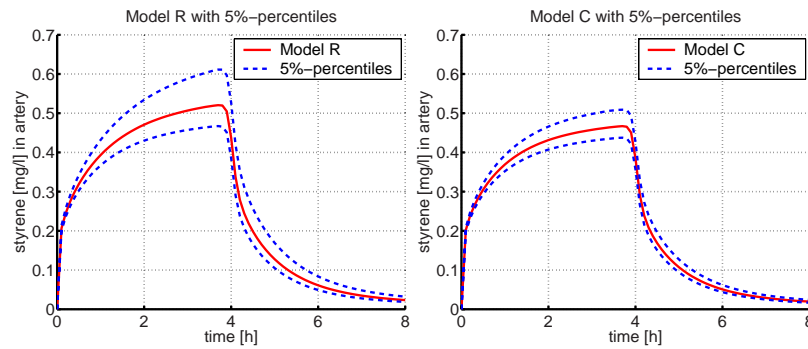 Model R with 5%−percentiles
0.7
0.6
0.5
0.4
0.3
0.2
0.1
0
styrene [mg/l] in artery
Model R
5%−percentiles
0 2 4 6 8
time [h]
Model C with 5%−percentiles
0.7
0.6
0.5
0.4
0.3
0.2
0.1
0
styrene [mg/l] in artery
Model C
5%−percentiles
0 2 4 6 8
time [h]